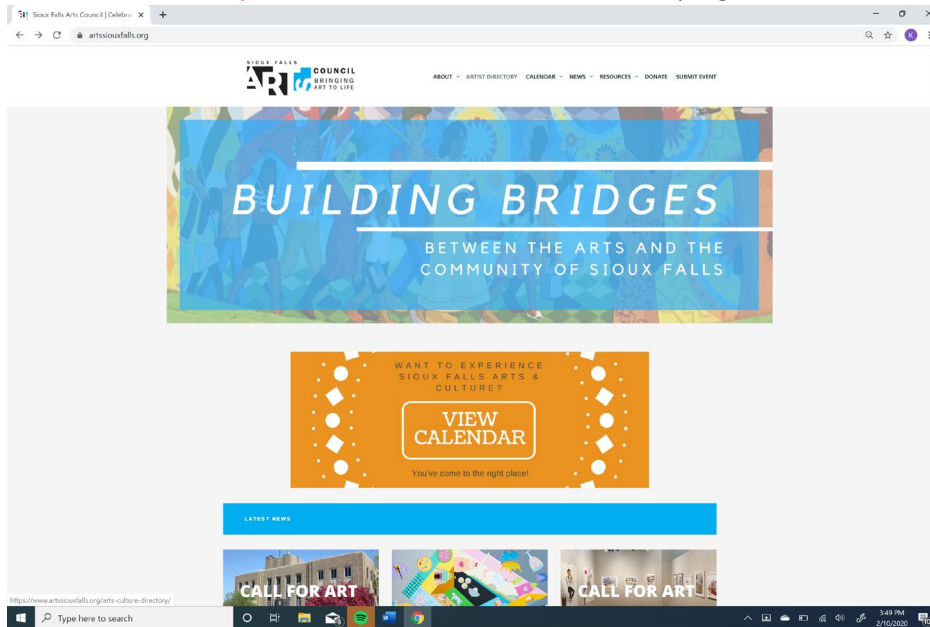 Sioux Falls Arts Council | Celebra
artssiouxfalls.org
K
SIOUX FALLS
ARTS COUNCIL
BRINGING
ART TO LIFE
ABOUT ARTIST DIRECTORY CALENDAR NEWS RESOURCES DONATE SUBMIT EVENT
BUILDING BRIDGES
BETWEEN THE ARTS AND THE
COMMUNITY OF SIOUX FALLS
WANT TO EXPERIENCE
SIOUX FALLS ARTS &
CULTURE?
VIEW
CALENDAR
You've come to the right place!
LATEST NEWS
CALL FOR ART
CALL FOR ART
https://www.artssiouxfalls.org/arts-culture-directory/
Type here to search
3:49 PM
2/10/2020